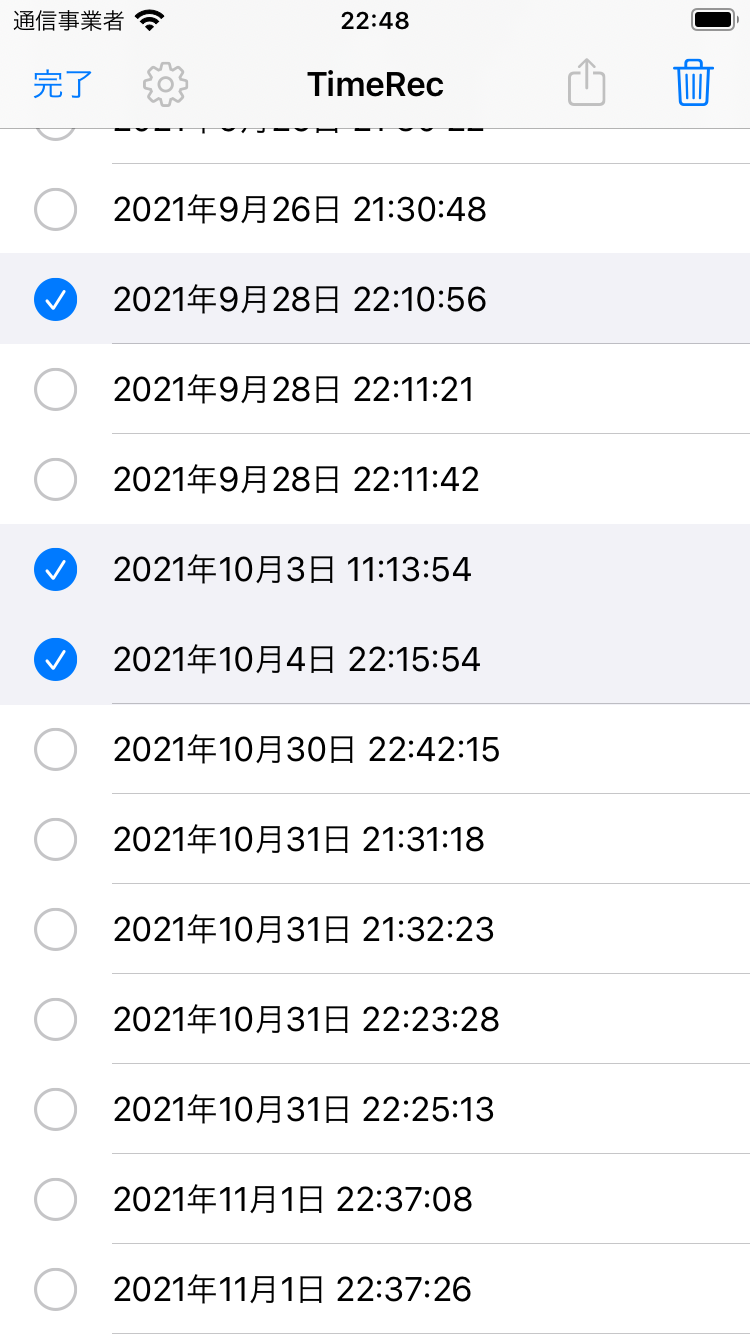 通信事業者 22:48
完了 TimeRec
2021年9月26日 21:30:48
2021年9月28日 22:10:56
2021年9月28日 22:11:21
2021年9月28日 22:11:42
2021年10月3日 11:13:54
2021年10月4日 22:15:54
2021年10月30日 22:42:15
2021年10月31日 21:31:18
2021年10月31日 21:32:23
2021年10月31日 22:23:28
2021年10月31日 22:25:13
2021年11月1日 22:37:08
2021年11月1日 22:37:26